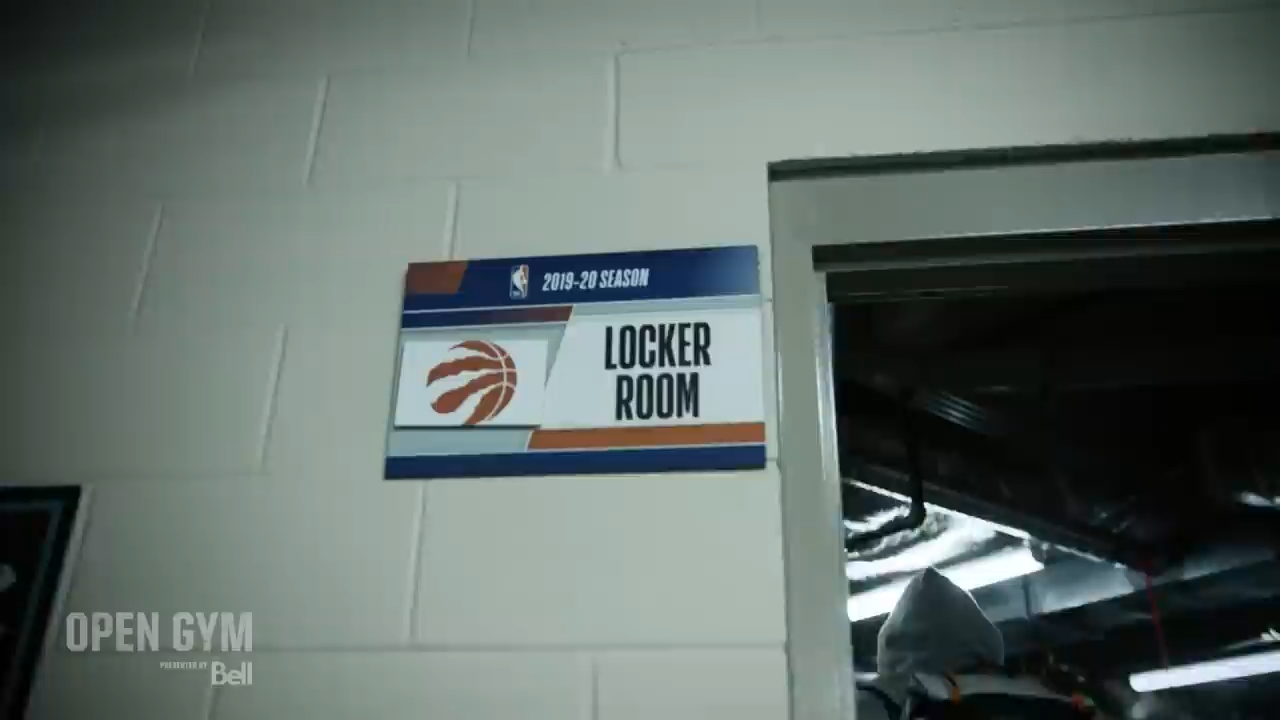 2019-20 SEASON
LOCKER
ROOM
OPEN GYM
PRESENTED BY
Bell